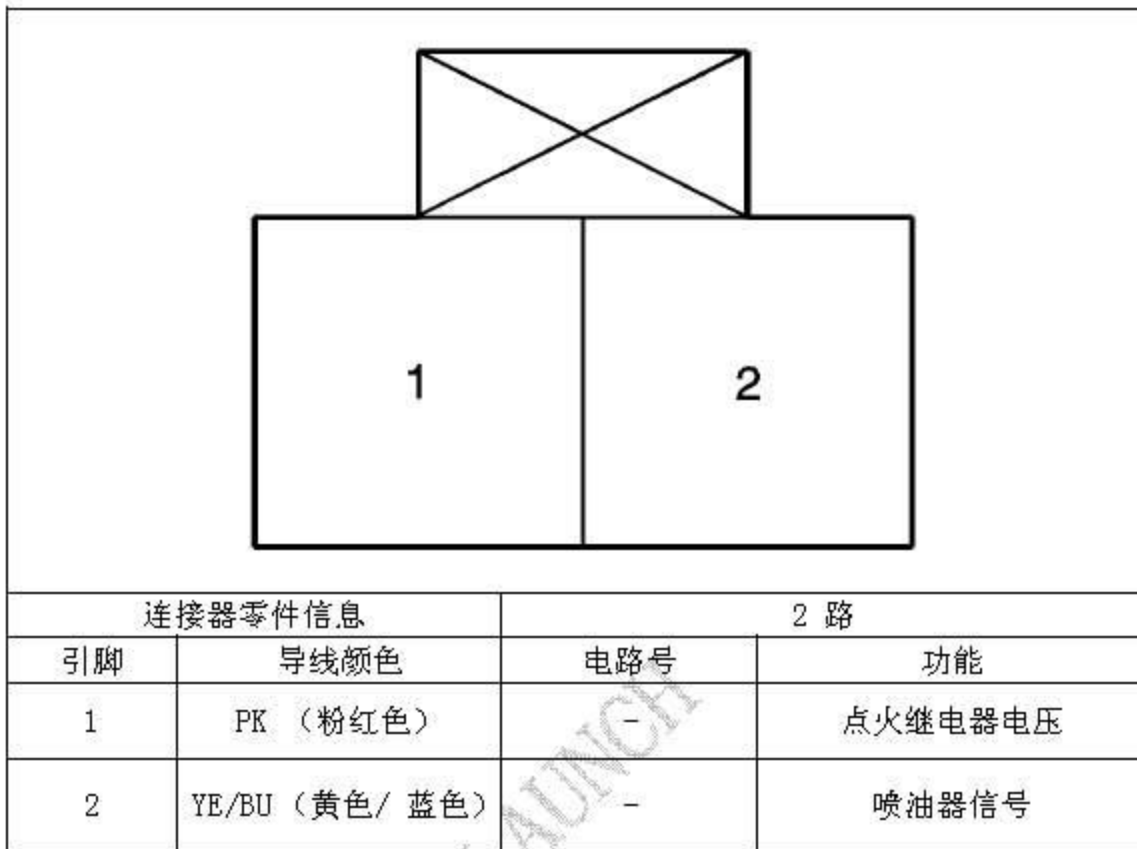 1
2
连接器零件信息 2 路
引脚 导线颜色 电路号 功能
1 PK （粉红色） - 点火继电器电压
2 YE/BU （黄色/ 蓝色） - 喷油器信号
LAUNCH